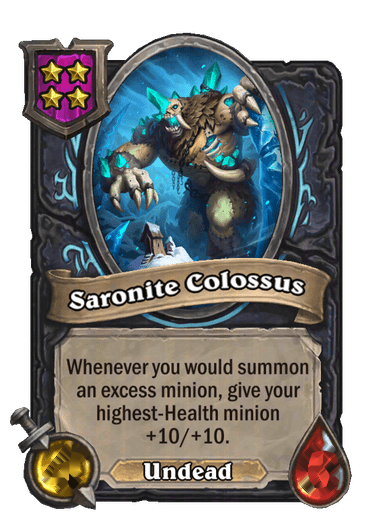 Saronite Colossus
Whenever you would summon
an excess minion, give your
highest-Health minion
+10/+10.
Undead